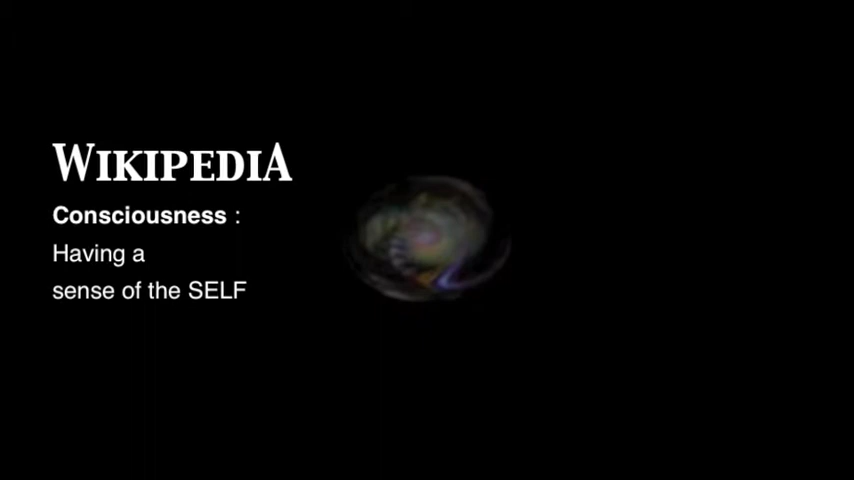 WIKIPEDIA
Consciousness :
Having a
sense of the SELF